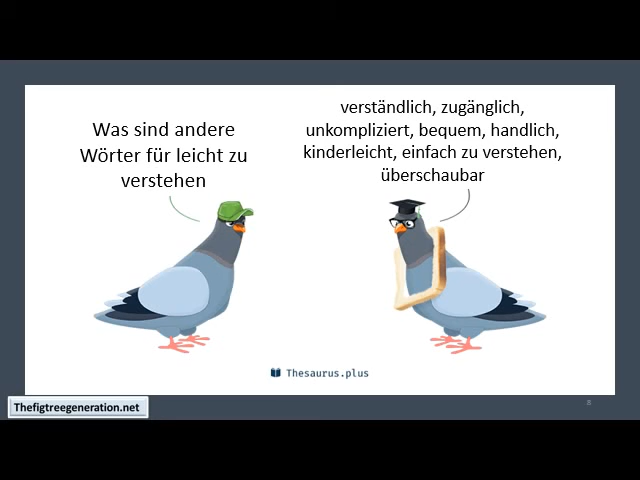 Was sind andere
Wörter für leicht zu
verstehen
verständlich, zugänglich,
unkompliziert, bequem, handlich,
kinderleicht, einfach zu verstehen,
überschaubar
Thesaurus.plus
Thefigtreegeneration.net
8